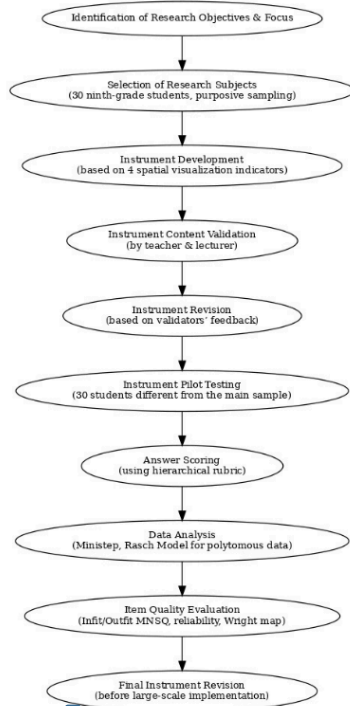 Identification of Research Objectives & Focus
Selection of Research Subjects
(30 ninth-grade students, purposive sampling)
Instrument Development
(based on 4 spatial visualization indicators)
Instrument Content Validation
(by teacher & lecturer)
Instrument Revision
(based on validators' feedback)
Instrument Pilot Testing
(30 students different from the main sample)
Answer Scoring
(using hierarchical rubric)
Data Analysis
(Ministep, Rasch Model for polytomous data)
Item Quality Evaluation
(Infit/Outfit MNSQ, reliability, Wright map)
Final Instrument Revision
(before large-scale implementation)